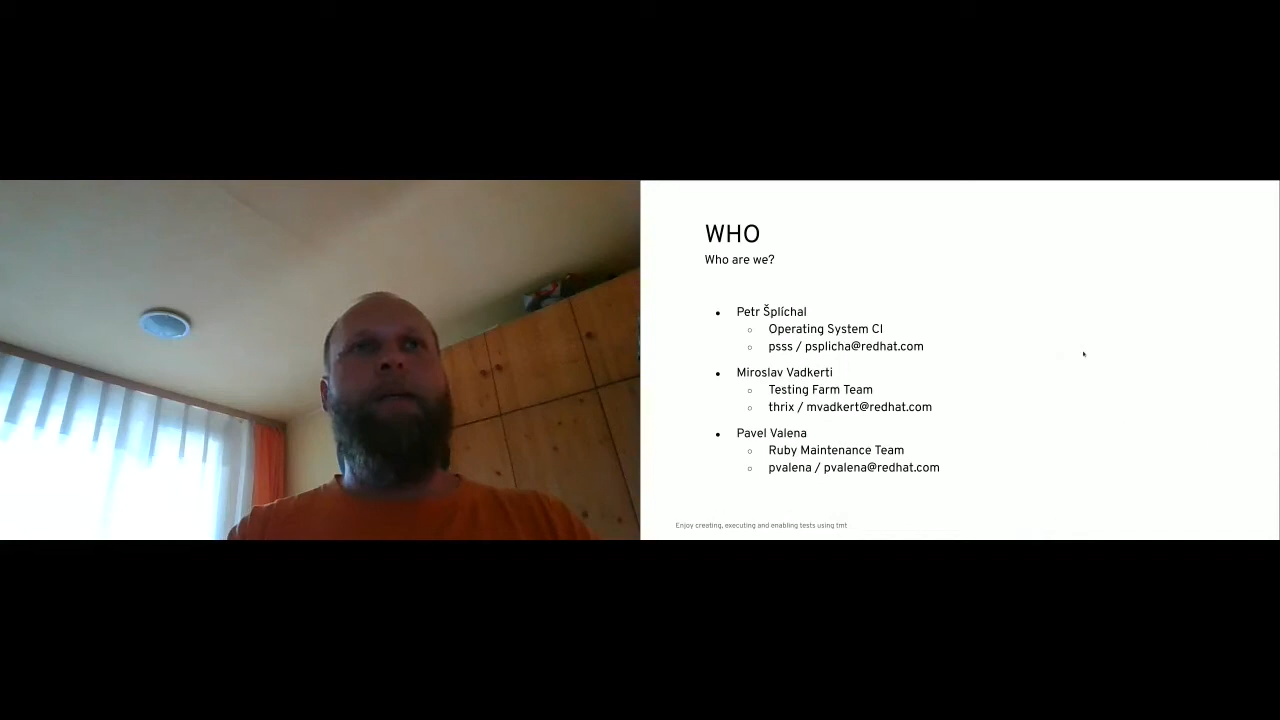 WHO
Who are we?
● Petr Šplíchal
○ Operating System CI
○ psss / psplicha@redhat.com
● Miroslav Vadkerti
○ Testing Farm Team
○ thrix / mvadkert@redhat.com
● Pavel Valena
○ Ruby Maintenance Team
○ pvalena / pvalena@redhat.com
Enjoy creating, executing and enabling tests using tmt